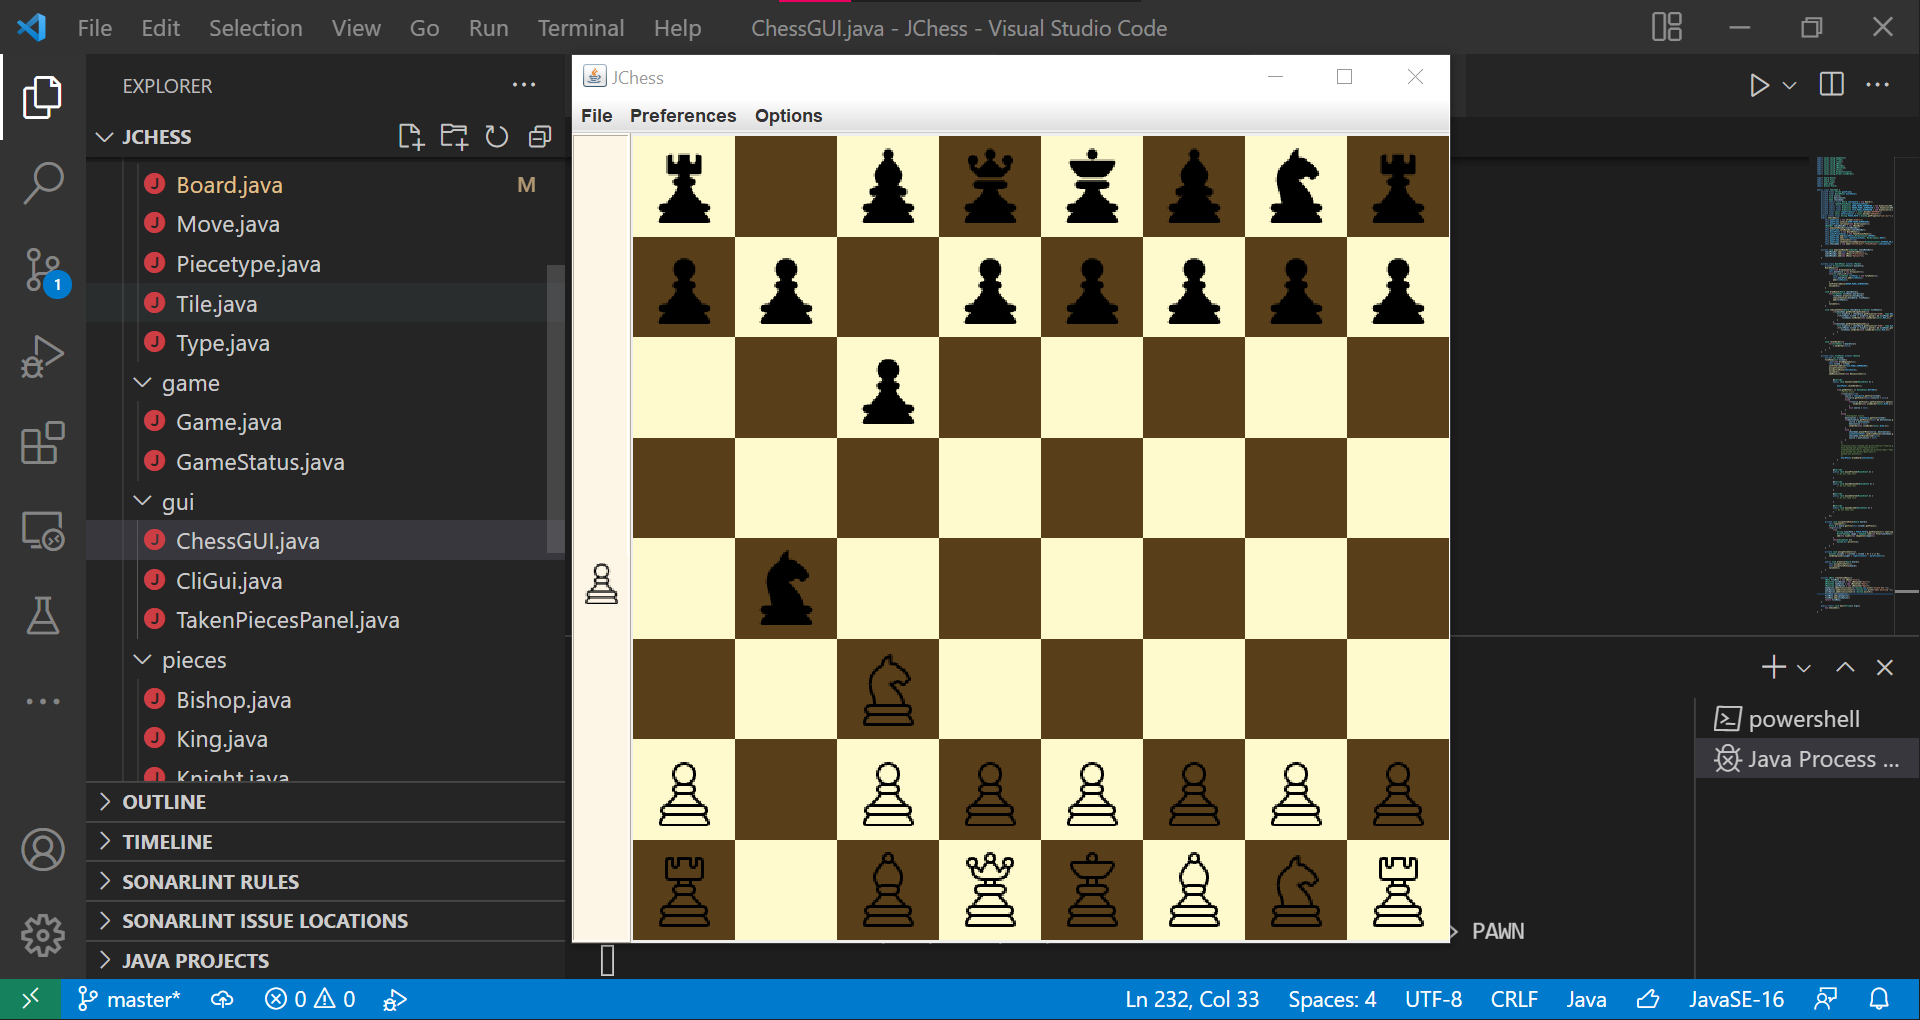 File Edit Selection View Go Run Terminal Help ChessGUI.java - JChess - Visual Studio Code
EXPLORER
JCHESS
Board.java M
Move.java
Piecetype.java
Tile.java
Type.java
game
Game.java
GameStatus.java
gui
ChessGUI.java
CliGui.java
TakenPiecesPanel.java
pieces
Bishop.java
King.java
Knight.java
OUTLINE
TIMELINE
SONARLINT RULES
SONARLINT ISSUE LOCATIONS
JAVA PROJECTS
1
JChess
File Preferences Options
powershell
Java Process ...
> PAWN
master* 0 0 Ln 232, Col 33 Spaces: 4 UTF-8 CRLF Java JavaSE-16